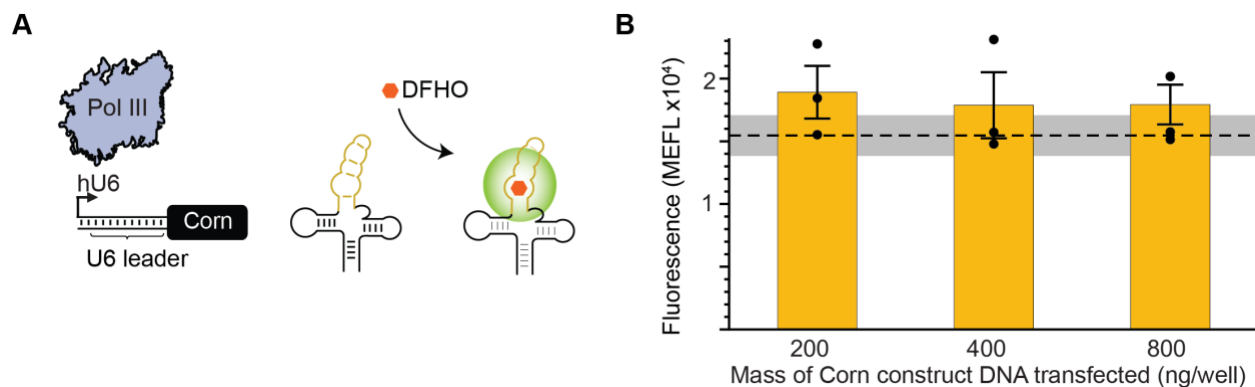 A
Pol III
hU6
Corn
U6 leader
DFHO
B
Fluorescence (MEFL x10⁴)
2
1
200 400 800
Mass of Corn construct DNA transfected (ng/well)